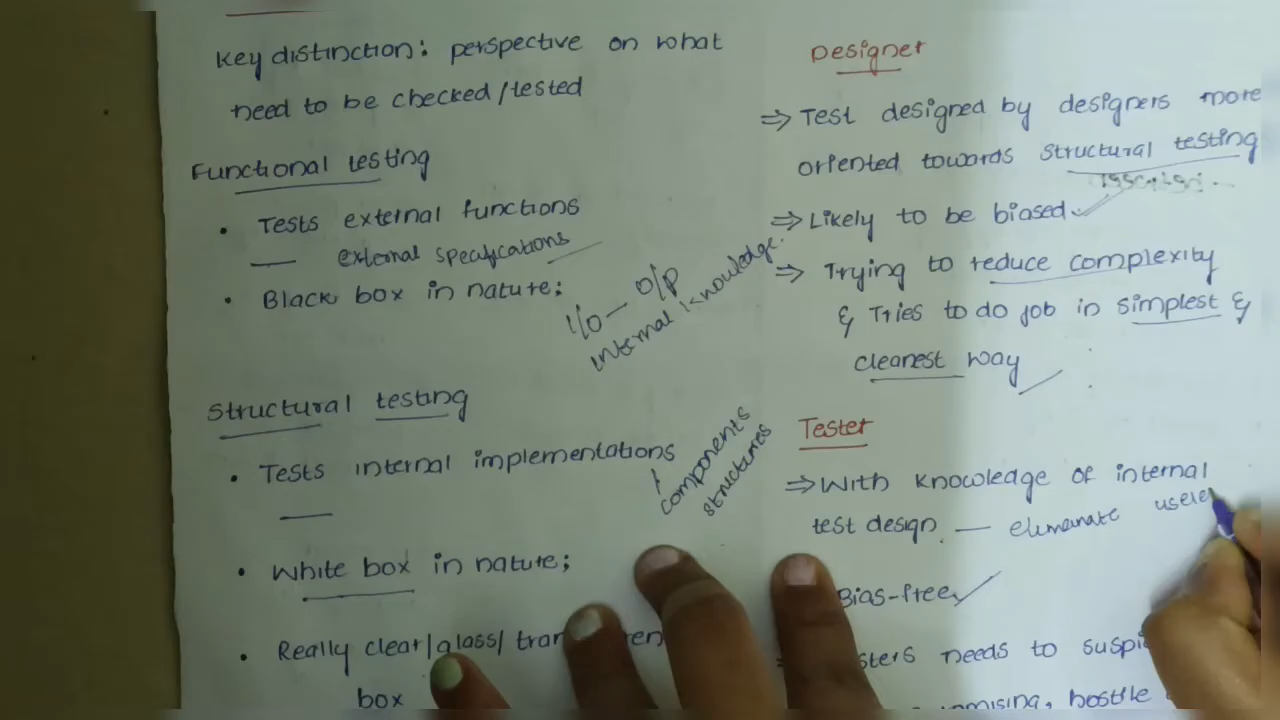 Key distinction: perspective on what
need to be checked/tested
Functional testing
• Tests external functions
external specifications
• Black box in nature:
I/O — O/P
internal knowledge.
Structural testing
• Tests internal implementations
components
structures
• White box in nature;
• Really clear/glass/
box
Designer
⇒ Test designed by designers more
oriented towards structural testing
⇒ Likely to be biased
⇒ Trying to reduce complexity
& Tries to do job in simplest &
cleanest way
Tester
⇒ With knowledge of internal
test design. — elimanate
Bias-free
needs to
hostile